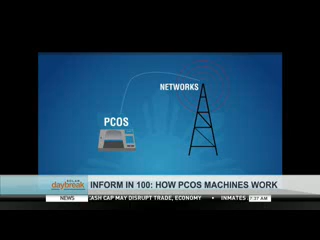 NETWORKS
PCOS
SOLAR
daybreak
INFORM IN 100: HOW PCOS MACHINES WORK
NEWS
CASH CAP MAY DISRUPT TRADE, ECONOMY • INMATES
7:37 AM